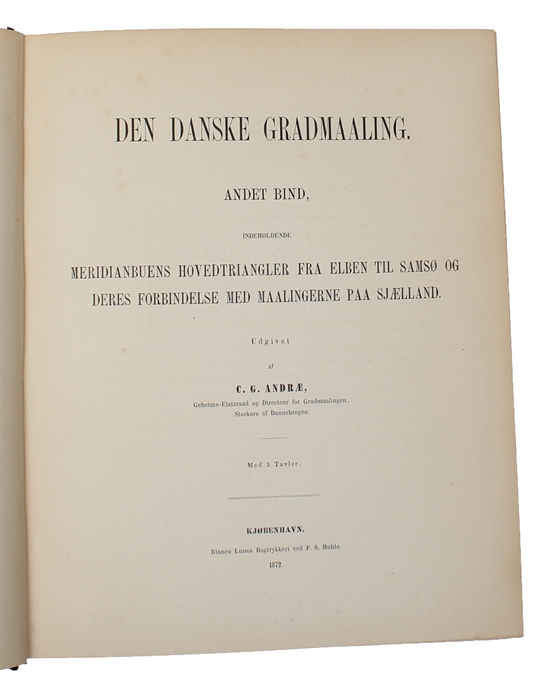 DEN DANSKE GRADMAALING.
ANDET BIND,
INDEHOLDENDE
MERIDIANBUENS HOVEDTRIANGLER FRA ELBEN TIL SAMSØ OG
DERES FORBINDELSE MED MAALINGERNE PAA SJÆLLAND.
Udgivet
af
C. G. ANDRÆ,
Geheime-Etatsraad og Directeur for Gradmaalingen,
Storkors af Dannebrogen.
Med 3 Tavler.
KJØBENHAVN.
Bianco Lunos Bogtrykkeri ved F. S. Muhle.
1872